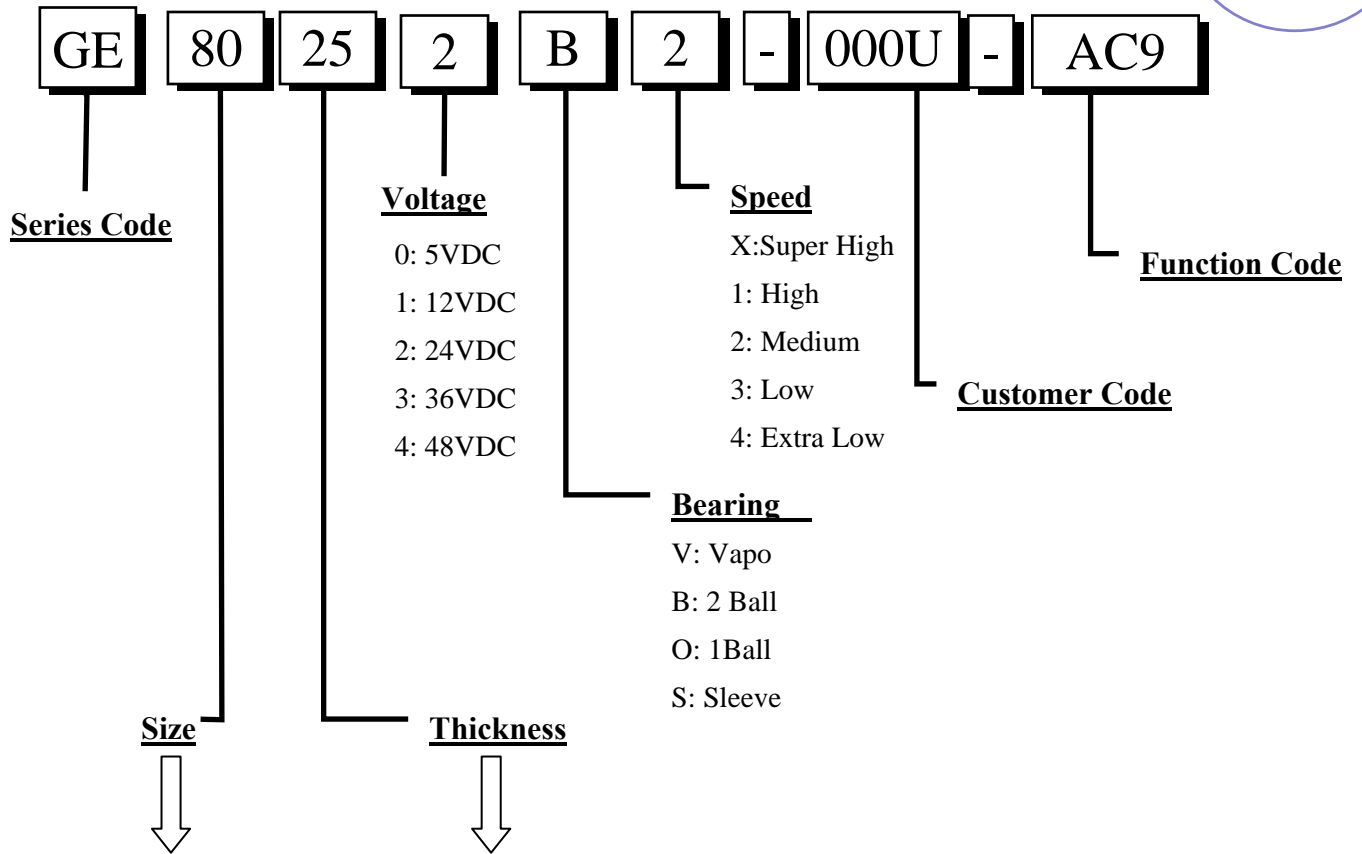 GE 80 25 2 B 2 - 000U - AC9
Series Code
Voltage
0: 5VDC
1: 12VDC
2: 24VDC
3: 36VDC
4: 48VDC
Speed
X:Super High
1: High
2: Medium
3: Low
4: Extra Low
Function Code
Customer Code
Bearing
V: Vapo
B: 2 Ball
O: 1Ball
S: Sleeve
Size
Thickness